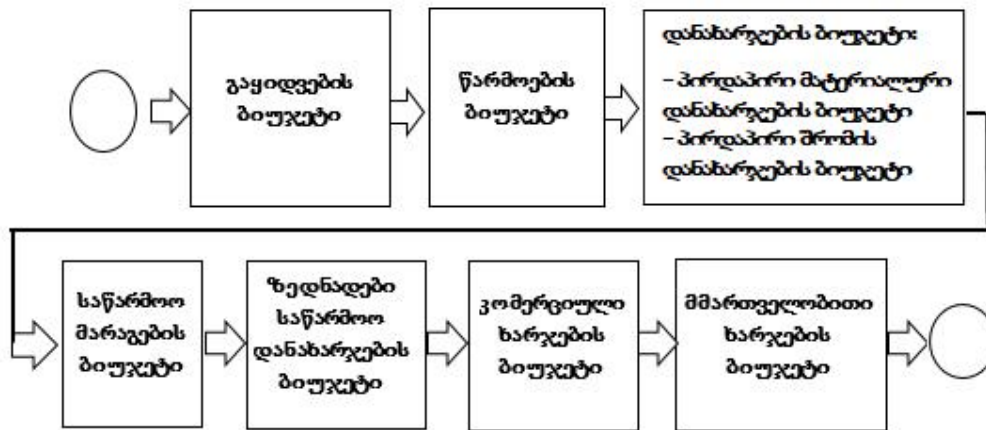 გაყიდვების
ბიუჯეტი
წარმოების
ბიუჯეტი
დანახარჯების ბიუჯეტი:
– პირდაპირი მატერიალური
დანახარჯების ბიუჯეტი
– პირდაპირი შრომის
დანახარჯების ბიუჯეტი
საწარმოო
მარაგების
ბიუჯეტი
ზედნადები
საწარმოო
დანახარჯების
ბიუჯეტი
კომერციული
ხარჯების
ბიუჯეტი
მმართველობითი
ხარჯების
ბიუჯეტი